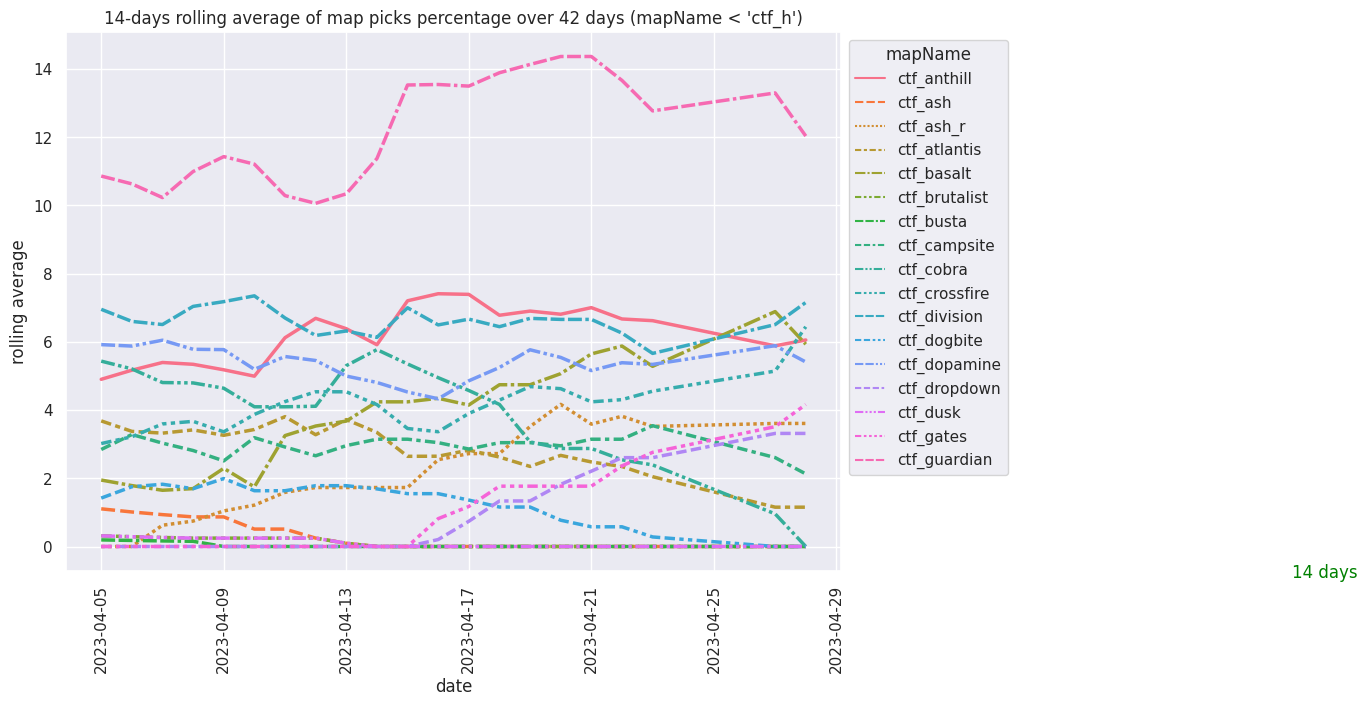 14-days rolling average of map picks percentage over 42 days (mapName < 'ctf_h')
14
12
10
8
6
4
2
0
rolling average
2023-04-05
2023-04-09
2023-04-13
2023-04-17
2023-04-21
2023-04-25
2023-04-29
date
mapName
ctf_anthill
ctf_ash
ctf_ash_r
ctf_atlantis
ctf_basalt
ctf_brutalist
ctf_busta
ctf_campsite
ctf_cobra
ctf_crossfire
ctf_division
ctf_dogbite
ctf_dopamine
ctf_dropdown
ctf_dusk
ctf_gates
ctf_guardian
14 days